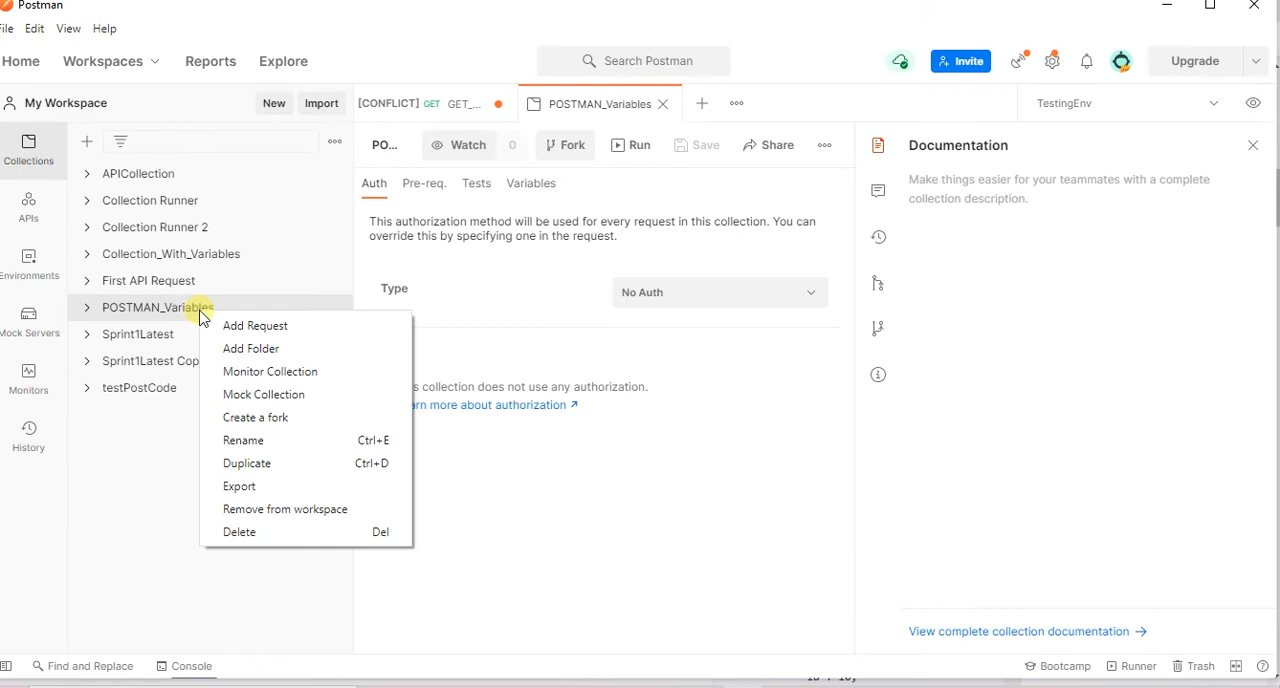 Postman
File Edit View Help
Home Workspaces Reports Explore
Search Postman
Invite
Upgrade
My Workspace
New Import
[CONFLICT] GET GET_...
POSTMAN_Variables
TestingEnv
Collections
APIs
Environments
Mock Servers
Monitors
History
APICollection
Collection Runner
Collection Runner 2
Collection_With_Variables
First API Request
POSTMAN_Variables
Sprint1Latest
Sprint1Latest Cop
testPostCode
Add Request
Add Folder
Monitor Collection
Mock Collection
Create a fork
Rename Ctrl+E
Duplicate Ctrl+D
Export
Remove from workspace
Delete Del
PO... Watch 0 Fork Run Save Share
Auth Pre-req. Tests Variables
This authorization method will be used for every request in this collection. You can
override this by specifying one in the request.
Type No Auth
s collection does not use any authorization.
arn more about authorization ↗
Documentation
Make things easier for your teammates with a complete
collection description.
View complete collection documentation →
Find and Replace Console
Bootcamp Runner Trash